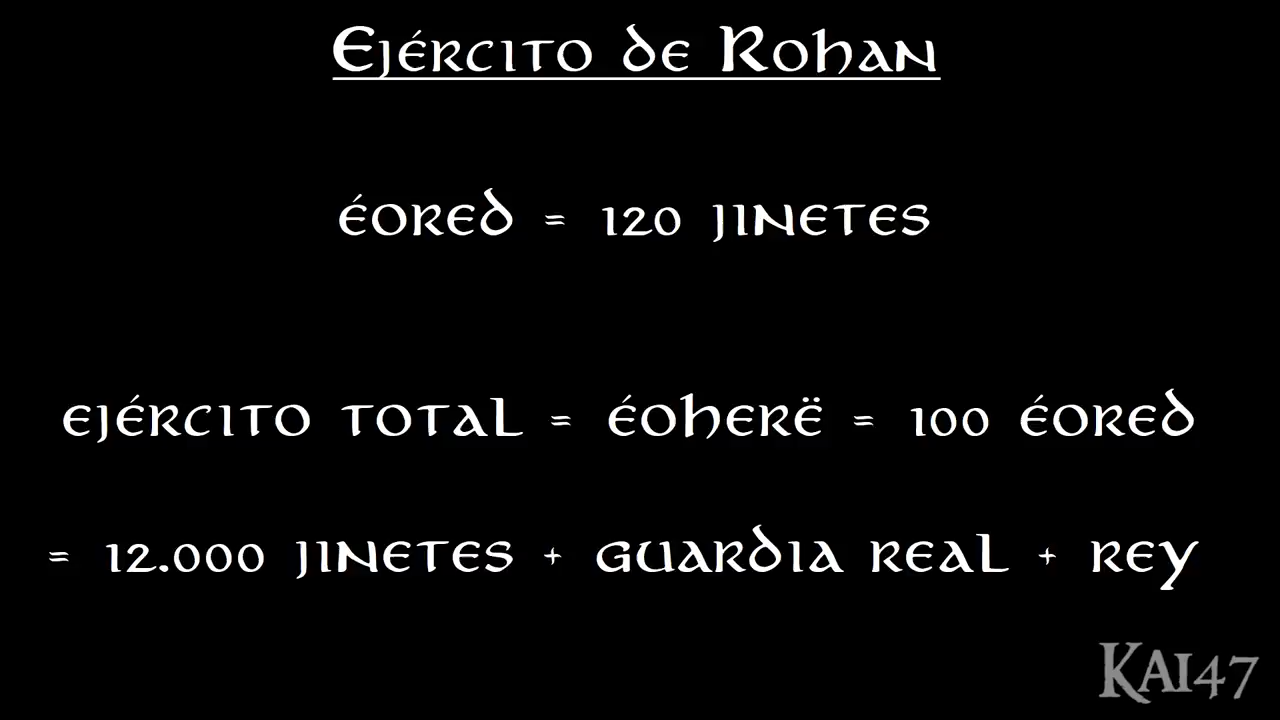 Ejército de Rohan
éored = 120 jinetes
ejército total = éoherë = 100 éored
= 12.000 jinetes + guardia real + rey
Kai47